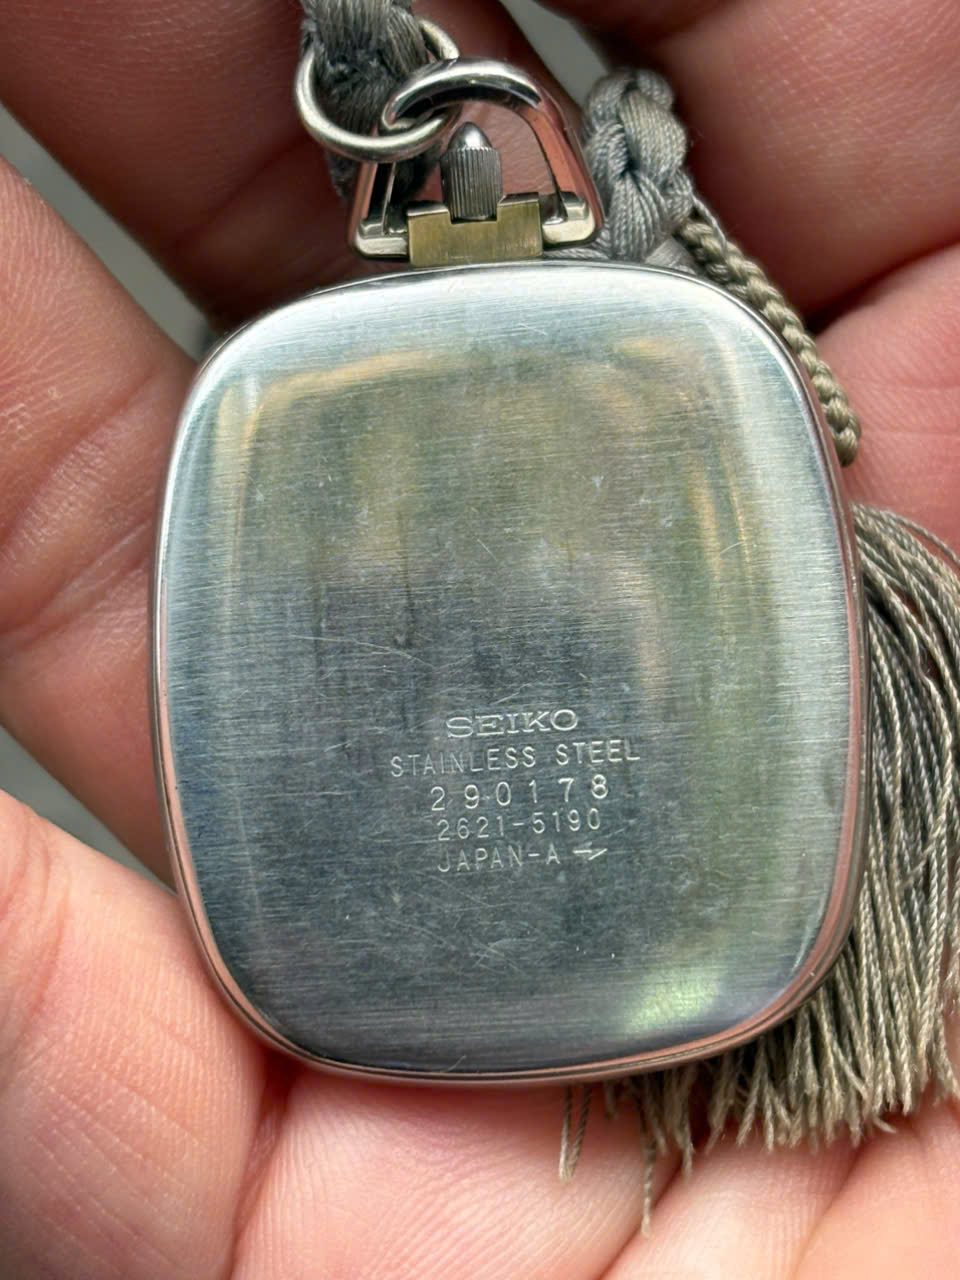 SEIKO
STAINLESS STEEL
290178
2621-5190
JAPAN-A